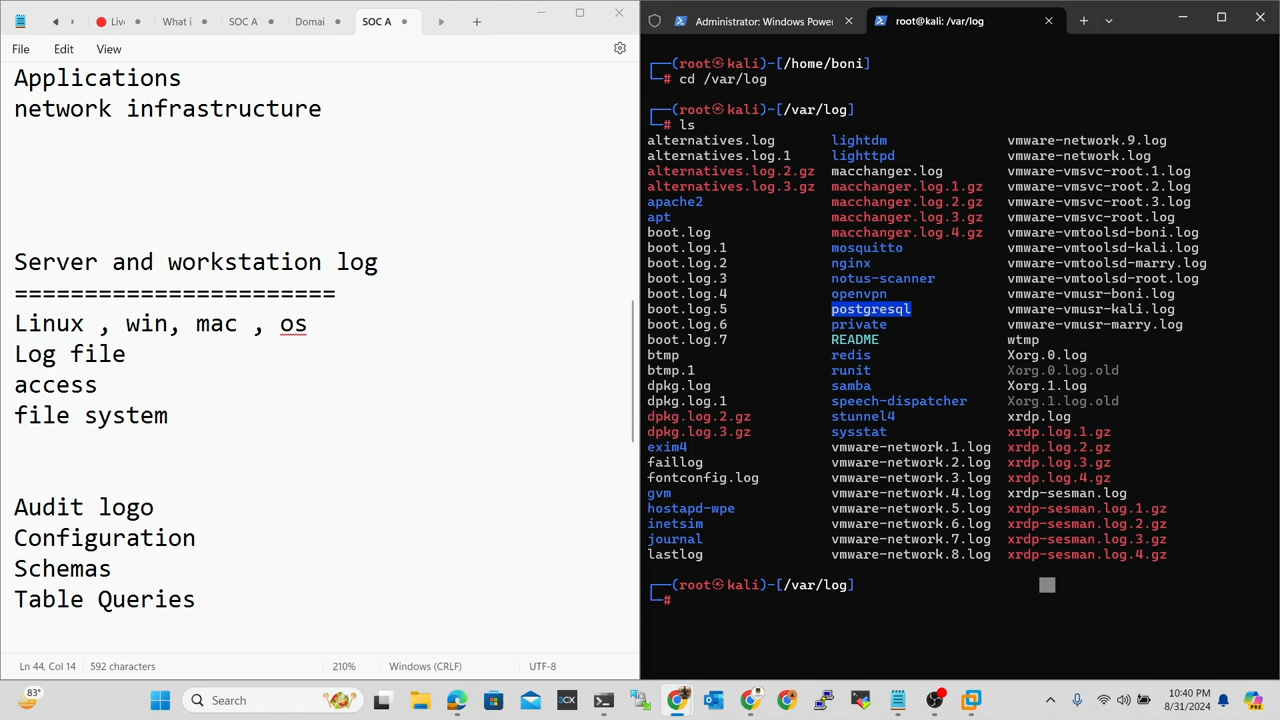 Live
What i
SOC A
Domai
SOC A
File
Edit
View
Applications
network infrastructure
Server and workstation log
=======================
Linux , win, mac , os
Log file
access
file system
Audit logo
Configuration
Schemas
Table Queries
Ln 44, Col 14
592 characters
210%
Windows (CRLF)
UTF-8
Administrator: Windows Power
root@kali: /var/log
┌──(root㉿kali)-[/home/boni]
└─# cd /var/log
┌──(root㉿kali)-[/var/log]
└─# ls
alternatives.log lightdm vmware-network.9.log
alternatives.log.1 lighttpd vmware-network.log
alternatives.log.2.gz macchanger.log vmware-vmsvc-root.1.log
alternatives.log.3.gz macchanger.log.1.gz vmware-vmsvc-root.2.log
apache2 macchanger.log.2.gz vmware-vmsvc-root.3.log
apt macchanger.log.3.gz vmware-vmsvc-root.log
boot.log macchanger.log.4.gz vmware-vmtoolsd-boni.log
boot.log.1 mosquitto vmware-vmtoolsd-kali.log
boot.log.2 nginx vmware-vmtoolsd-marry.log
boot.log.3 notus-scanner vmware-vmtoolsd-root.log
boot.log.4 openvpn vmware-vmusr-boni.log
boot.log.5 postgresql vmware-vmusr-kali.log
boot.log.6 private vmware-vmusr-marry.log
boot.log.7 README wtmp
btmp redis Xorg.0.log
btmp.1 runit Xorg.0.log.old
dpkg.log samba Xorg.1.log
dpkg.log.1 speech-dispatcher Xorg.1.log.old
dpkg.log.2.gz stunnel4 xrdp.log
dpkg.log.3.gz sysstat xrdp.log.1.gz
exim4 vmware-network.1.log xrdp.log.2.gz
faillog vmware-network.2.log xrdp.log.3.gz
fontconfig.log vmware-network.3.log xrdp.log.4.gz
gvm vmware-network.4.log xrdp-sesman.log
hostapd-wpe vmware-network.5.log xrdp-sesman.log.1.gz
inetsim vmware-network.6.log xrdp-sesman.log.2.gz
journal vmware-network.7.log xrdp-sesman.log.3.gz
lastlog vmware-network.8.log xrdp-sesman.log.4.gz
┌──(root㉿kali)-[/var/log]
└─#
83°
Search
10:40 PM
8/31/2024